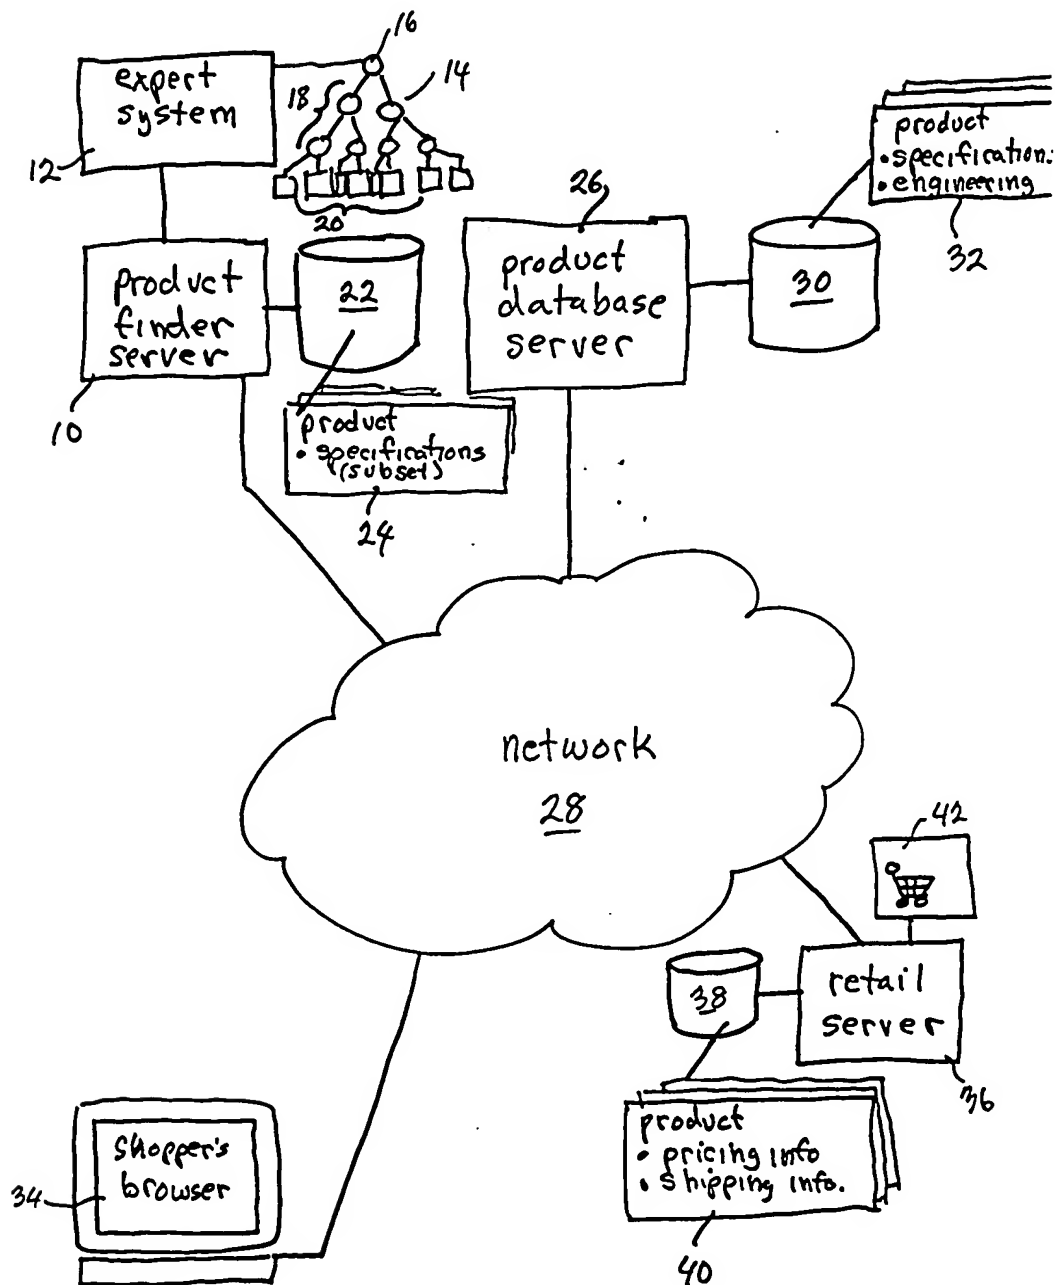 16
expert
system
14
18
12
20
product
• specification.
• engineering
32
26
product
database
server
30
product
finder
server
22
10
product
• specifications
(subset)
24
network
28
42
38
retail
server
36
product
• pricing info
• shipping info.
40
shopper's
browser
34